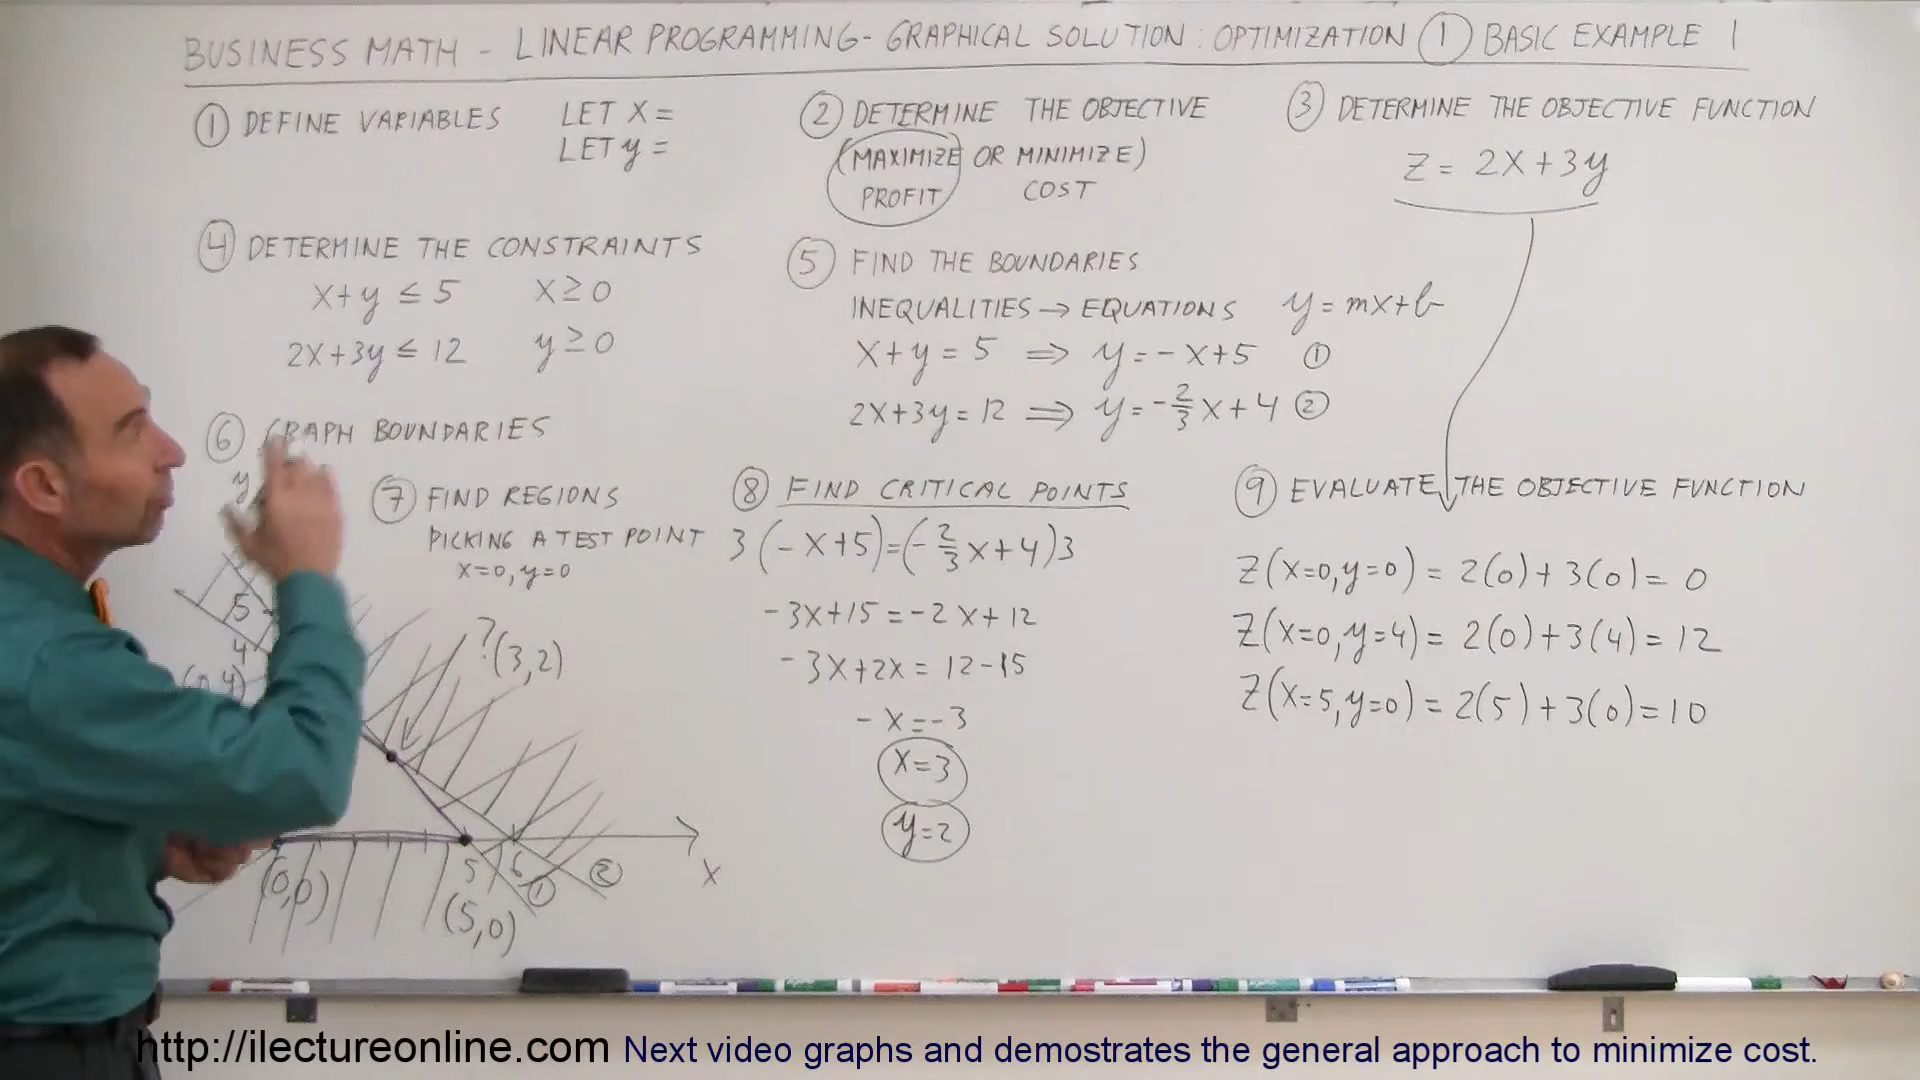 BUSINESS MATH - LINEAR PROGRAMMING - GRAPHICAL SOLUTION: OPTIMIZATION ① BASIC EXAMPLE 1
① DEFINE VARIABLES
LET X =
LET y =
② DETERMINE THE OBJECTIVE
(MAXIMIZE OR MINIMIZE)
PROFIT COST
③ DETERMINE THE OBJECTIVE FUNCTION
Z = 2X + 3y
④ DETERMINE THE CONSTRAINTS
X + y ≤ 5 X ≥ 0
2X + 3y ≤ 12 y ≥ 0
⑤ FIND THE BOUNDARIES
INEQUALITIES → EQUATIONS y = mx + b
X + y = 5 ⇒ y = - X + 5 ①
2X + 3y = 12 ⇒ y = -2/3 X + 4 ②
⑥ GRAPH BOUNDARIES
y
5
4
?(3,2)
(0,0)
5
6
①
②
X
(5,0)
⑦ FIND REGIONS
PICKING A TEST POINT
X=0, y=0
⑧ FIND CRITICAL POINTS
3(-X+5)=(-2/3 X+4)3
-3X+15 = -2X+12
-3X+2X = 12-15
-X = -3
X=3
y=2
⑨ EVALUATE THE OBJECTIVE FUNCTION
Z(X=0, y=0) = 2(0) + 3(0) = 0
Z(X=0, y=4) = 2(0) + 3(4) = 12
Z(X=5, y=0) = 2(5) + 3(0) = 10
http://ilectureonline.com Next video graphs and demostrates the general approach to minimize cost.